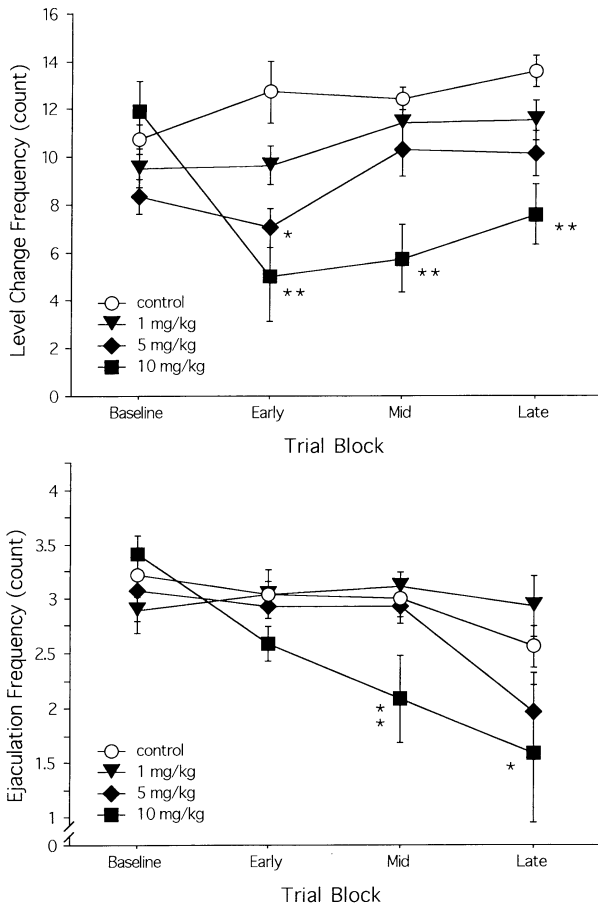 Level Change Frequency (count)
16
14
12
10
8
6
4
2
0
*
**
**
**
control
1 mg/kg
5 mg/kg
10 mg/kg
Baseline Early Mid Late
Trial Block
Ejaculation Frequency (count)
4
3.5
3
2.5
2
1.5
1
0
*
*
*
control
1 mg/kg
5 mg/kg
10 mg/kg
Baseline Early Mid Late
Trial Block